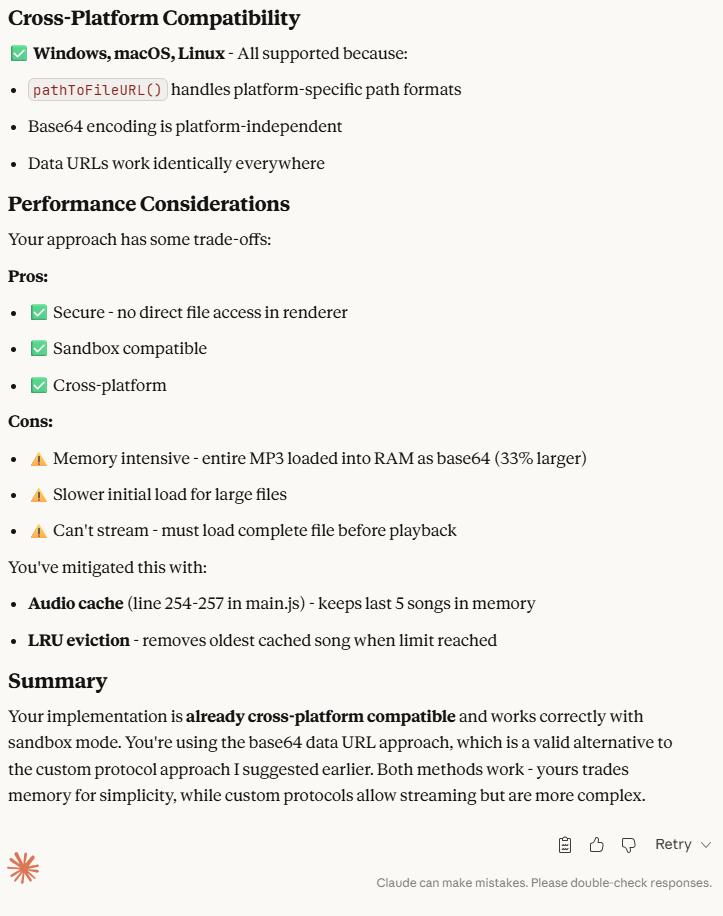 Cross-Platform Compatibility
✅ Windows, macOS, Linux - All supported because:
• pathToFileURL() handles platform-specific path formats
• Base64 encoding is platform-independent
• Data URLs work identically everywhere
Performance Considerations
Your approach has some trade-offs:
Pros:
• ✅ Secure - no direct file access in renderer
• ✅ Sandbox compatible
• ✅ Cross-platform
Cons:
• ⚠️ Memory intensive - entire MP3 loaded into RAM as base64 (33% larger)
• ⚠️ Slower initial load for large files
• ⚠️ Can't stream - must load complete file before playback
You've mitigated this with:
• Audio cache (line 254-257 in main.js) - keeps last 5 songs in memory
• LRU eviction - removes oldest cached song when limit reached
Summary
Your implementation is already cross-platform compatible and works correctly with
sandbox mode. You're using the base64 data URL approach, which is a valid alternative to
the custom protocol approach I suggested earlier. Both methods work - yours trades
memory for simplicity, while custom protocols allow streaming but are more complex.
Retry
Claude can make mistakes. Please double-check responses.